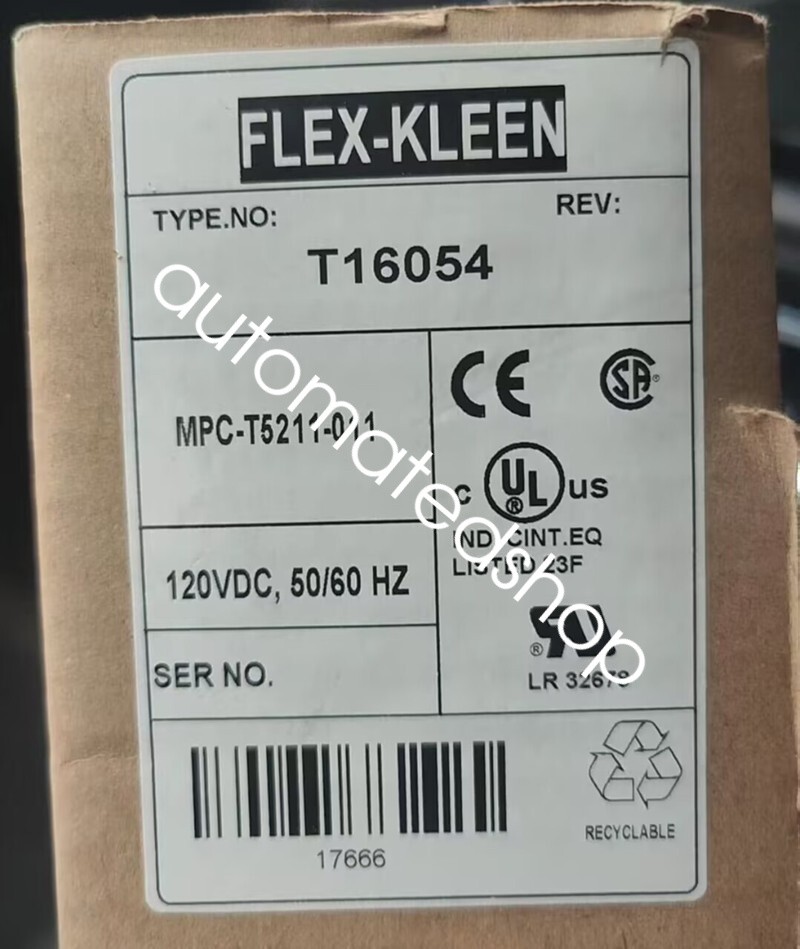 FLEX-KLEEN
TYPE.NO:
REV:
T16054
MPC-T5211-011
CE
SA
c UL us
IND. CINT.EQ
LISTED 23F
®
LR 32678
120VDC, 50/60 HZ
SER NO.
17666
RECYCLABLE
automatedshop